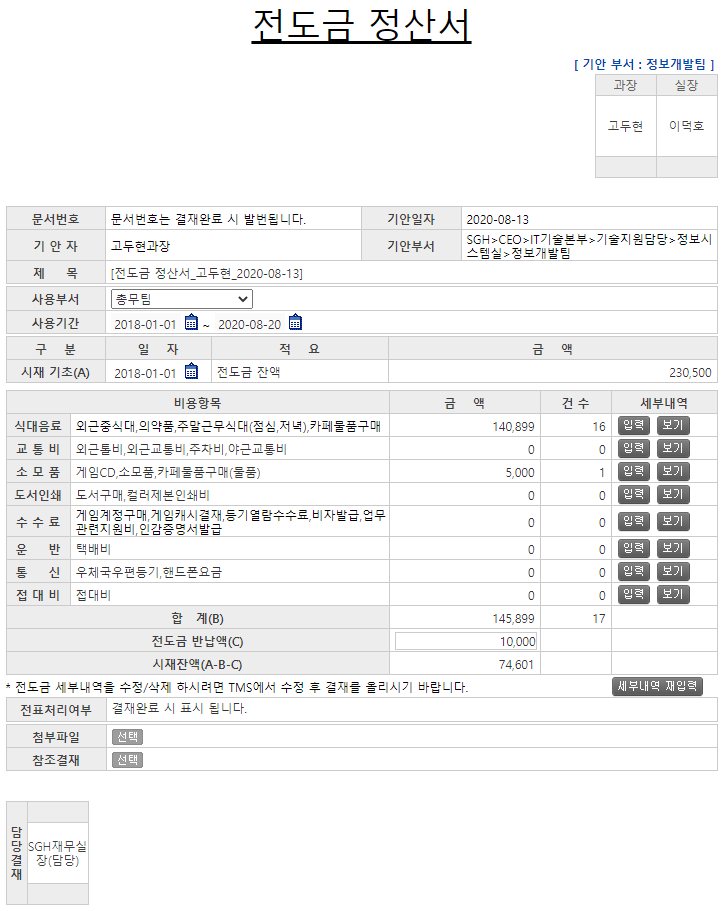 전도금 정산서
[ 기안 부서 : 정보개발팀 ]
과장 실장
고두현 이덕호
문서번호 문서번호는 결재완료 시 발번됩니다. 기안일자 2020-08-13
기 안 자 고두현과장 기안부서 SGH>CEO>IT기술본부>기술지원담당>정보시
스템실>정보개발팀
제 목 [전도금 정산서_고두현_2020-08-13]
사용부서 총무팀
사용기간 2018-01-01 ~ 2020-08-20
구 분 일 자 적 요 금 액
시재 기초(A) 2018-01-01 전도금 잔액 230,500
비용항목 금 액 건 수 세부내역
식대음료 외근중식대,의약품,주말근무식대(점심,저녁),카페물품구매 140,899 16 입력 보기
교 통 비 외근톨비,외근교통비,주차비,야근교통비 0 0 입력 보기
소 모 품 게임CD,소모품,카페물품구매(물품) 5,000 1 입력 보기
도서인쇄 도서구매,컬러제본인쇄비 0 0 입력 보기
수 수 료 게임계정구매,게임캐시결재,등기열람수수료,비자발급,업무
관련지원비,인감증명서발급 0 0 입력 보기
운 반 택배비 0 0 입력 보기
통 신 우체국우편등기,핸드폰요금 0 0 입력 보기
접 대 비 접대비 0 0 입력 보기
합 계(B) 145,899 17
전도금 반납액(C) 10,000
시재잔액(A-B-C) 74,601
* 전도금 세부내역을 수정/삭제 하시려면 TMS에서 수정 후 결재를 올리시기 바랍니다. 세부내역 재입력
전표처리여부 결재완료 시 표시 됩니다.
첨부파일 선택
참조결재 선택
담당결재
SGH재무실
장(담당)